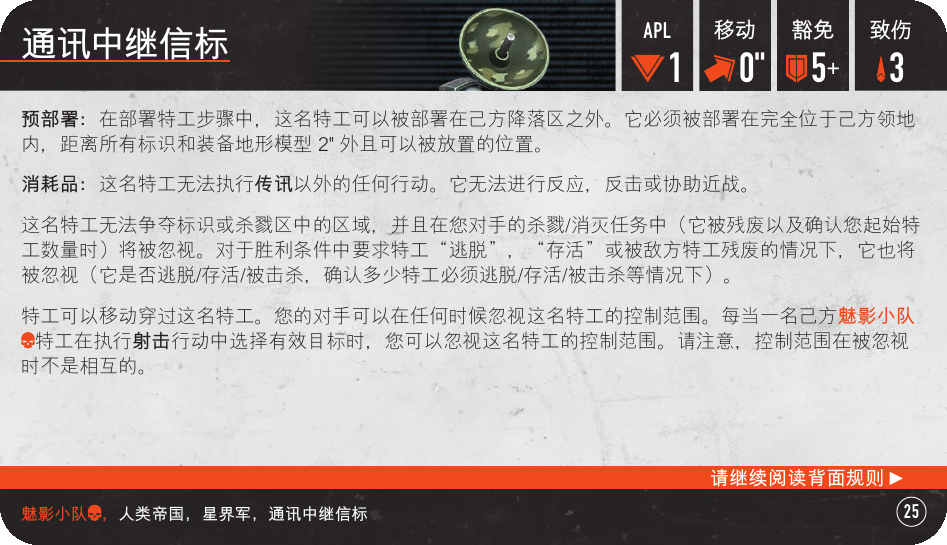 通讯中继信标
APL 移动 豁免 致伤
1 0" 5+ 3
预部署：在部署特工步骤中，这名特工可以被部署在己方降落区之外。它必须被部署在完全位于己方领地
内，距离所有标识和装备地形模型 2" 外且可以被放置的位置。
消耗品：这名特工无法执行传讯以外的任何行动。它无法进行反应，反击或协助近战。
这名特工无法争夺标识或杀戮区中的区域，并且在您对手的杀戮/消灭任务中（它被残废以及确认您起始特
工数量时）将被忽视。对于胜利条件中要求特工“逃脱”，“存活”或被敌方特工残废的情况下，它也将
被忽视（它是否逃脱/存活/被击杀，确认多少特工必须逃脱/存活/被击杀等情况下）。
特工可以移动穿过这名特工。您的对手可以在任何时候忽视这名特工的控制范围。每当一名己方魅影小队
特工在执行射击行动中选择有效目标时，您可以忽视这名特工的控制范围。请注意，控制范围在被忽视
时不是相互的。
请继续阅读背面规则
魅影小队，人类帝国，星界军，通讯中继信标
25